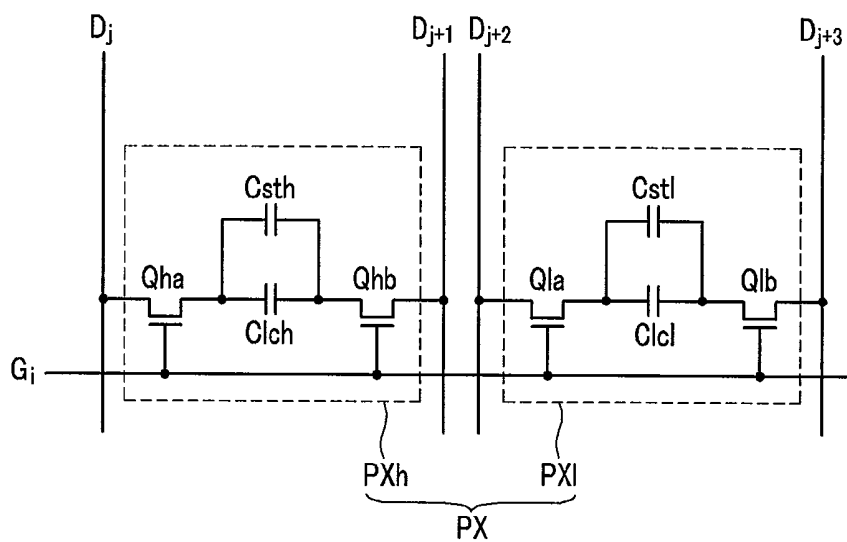 Dj Dj+1 Dj+2 Dj+3
Csth Cstl
Qha Qhb Qla Qlb
Clch Clcl
Gi
PXh PXl
PX